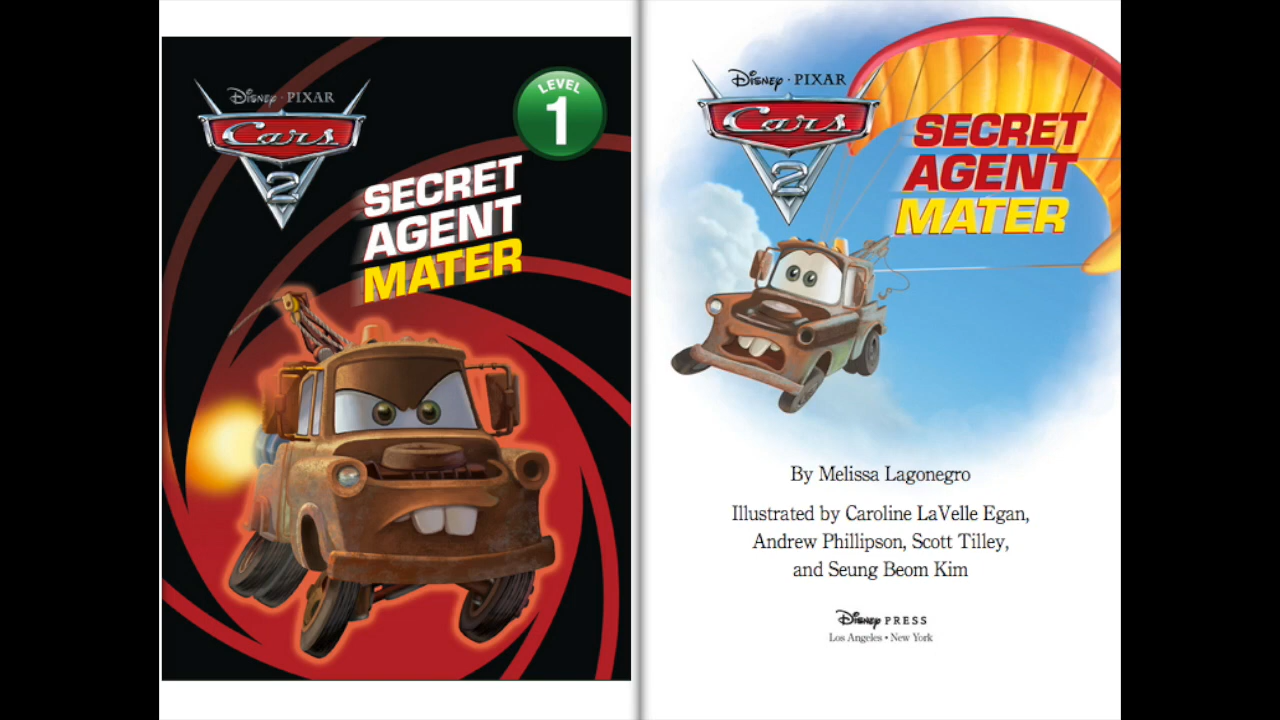 Disney · PIXAR
Cars
2
LEVEL
1
SECRET
AGENT
MATER
Disney · PIXAR
Cars
2
SECRET
AGENT
MATER
By Melissa Lagonegro
Illustrated by Caroline LaVelle Egan,
Andrew Phillipson, Scott Tilley,
and Seung Beom Kim
Disney PRESS
Los Angeles • New York